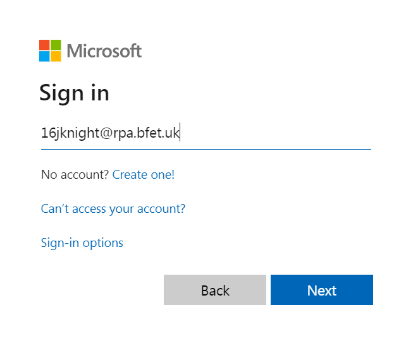 Microsoft
Sign in
16jknight@rpa.bfet.uk
No account? Create one!
Can't access your account?
Sign-in options
Back
Next